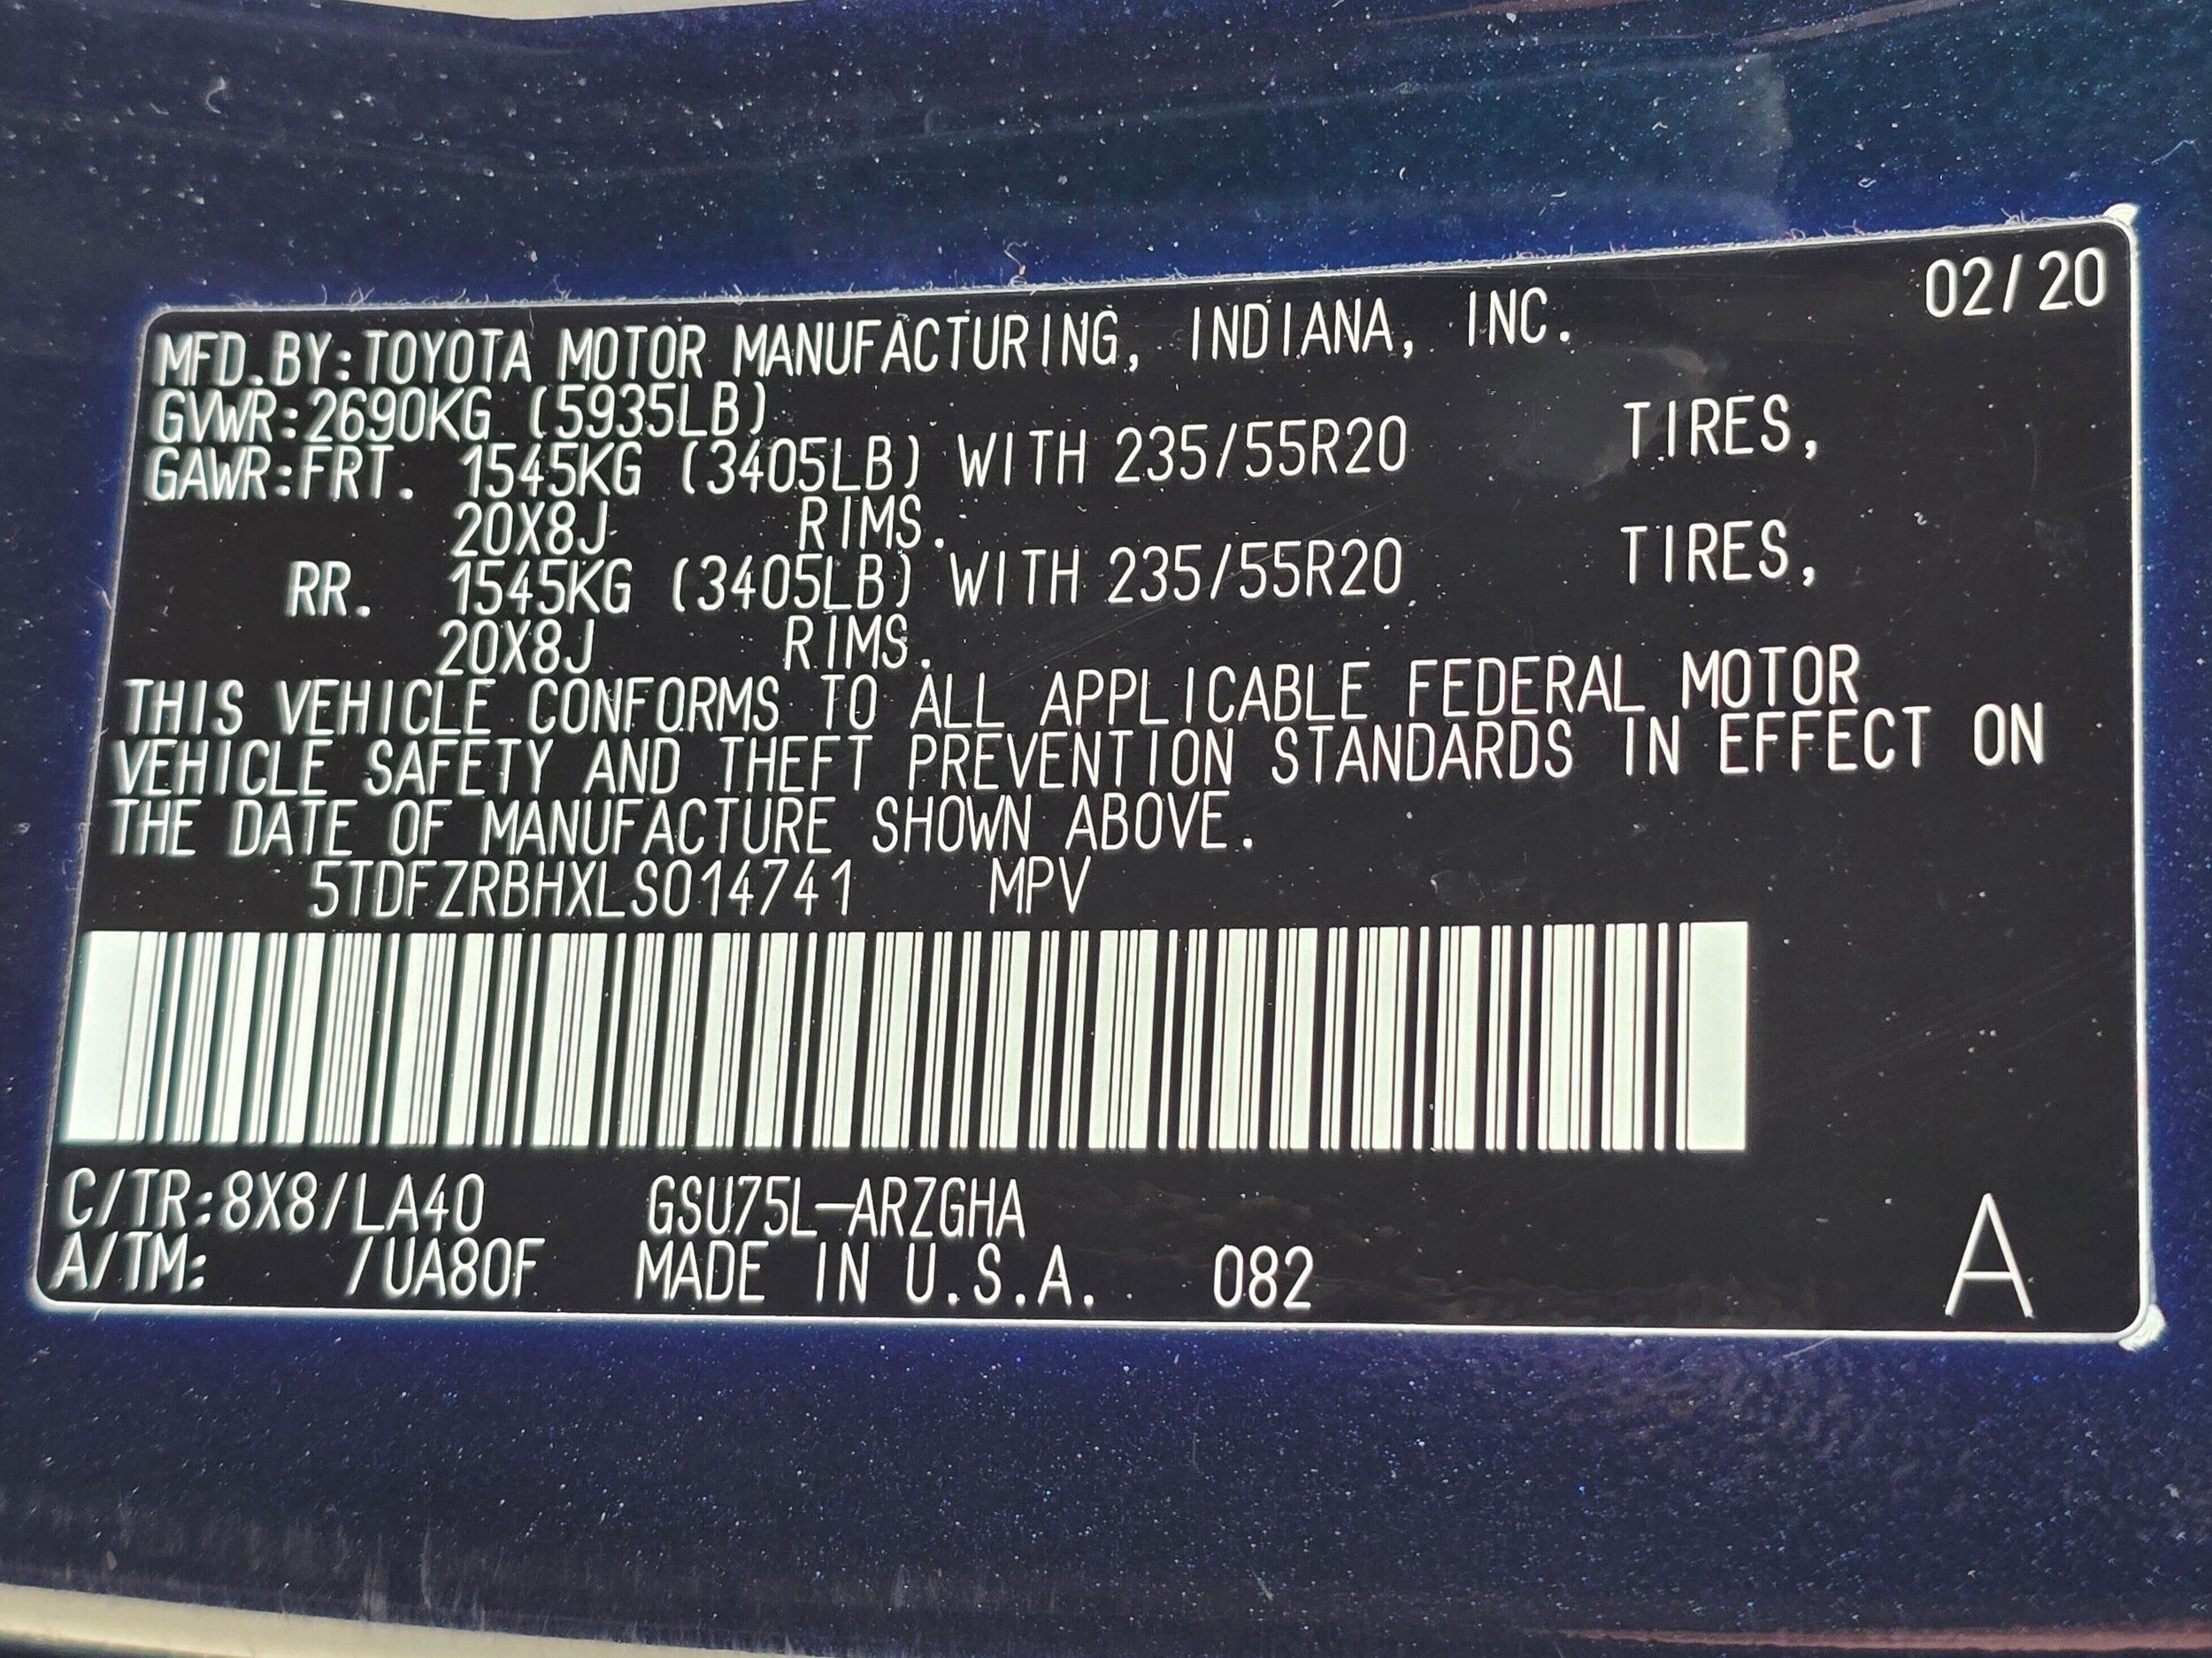 02/20
MFD.BY:TOYOTA MOTOR MANUFACTURING, INDIANA, INC.
GVWR:2690KG (5935LB)
GAWR:FRT. 1545KG (3405LB) WITH 235/55R20 TIRES,
20X8J RIMS.
RR. 1545KG (3405LB) WITH 235/55R20 TIRES,
20X8J RIMS.
THIS VEHICLE CONFORMS TO ALL APPLICABLE FEDERAL MOTOR
VEHICLE SAFETY AND THEFT PREVENTION STANDARDS IN EFFECT ON
THE DATE OF MANUFACTURE SHOWN ABOVE.
5TDFZRBHXLS014741 MPV
C/TR:8X8/LA40 GSU75L-ARZGHA
A/TM: /UA80F MADE IN U.S.A. 082 A